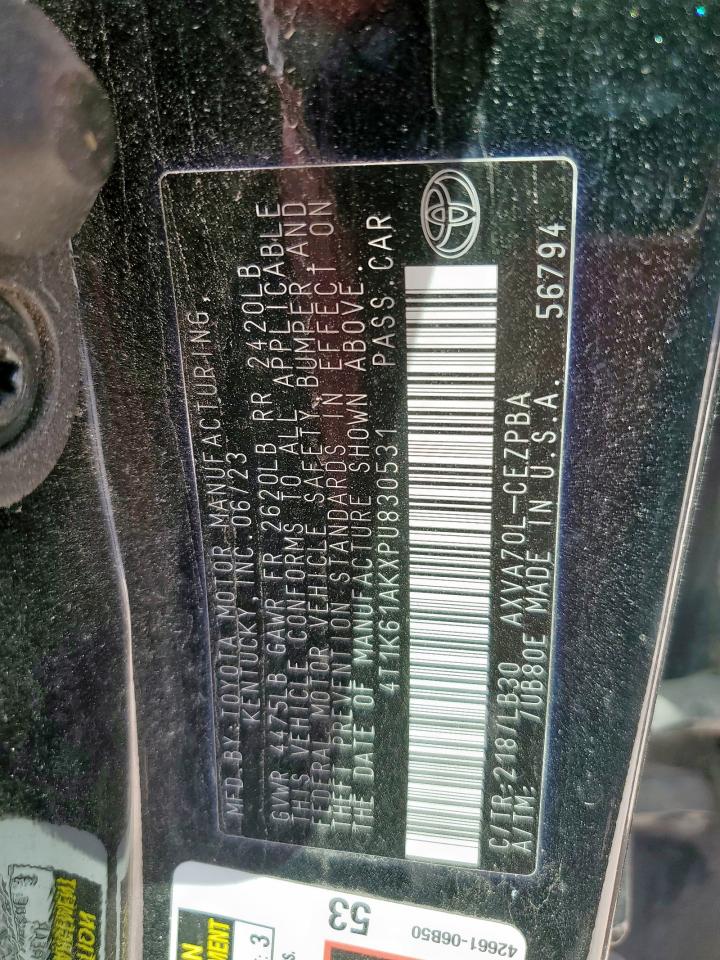 MFD.BY:TOYOTA MOTOR MANUFACTURING,
KENTUCKY INC.06/23
GVWR 4475LB GAWR FR 2620LB RR 2420LB
THIS VEHICLE CONFORMS TO ALL APPLICABLE
FEDERAL MOTOR VEHICLE SAFETY, BUMPER AND
THEFT PREVENTION STANDARDS IN EFFECT ON
THE DATE OF MANUFACTURE SHOWN ABOVE.
4T1K61AKXPU830531 PASS.CAR
C/TR:218/LB30 AXVA70L-CEZPBA
A/TM: /UB80E MADE IN U.S.A. 56794
53
42661-06B50
3